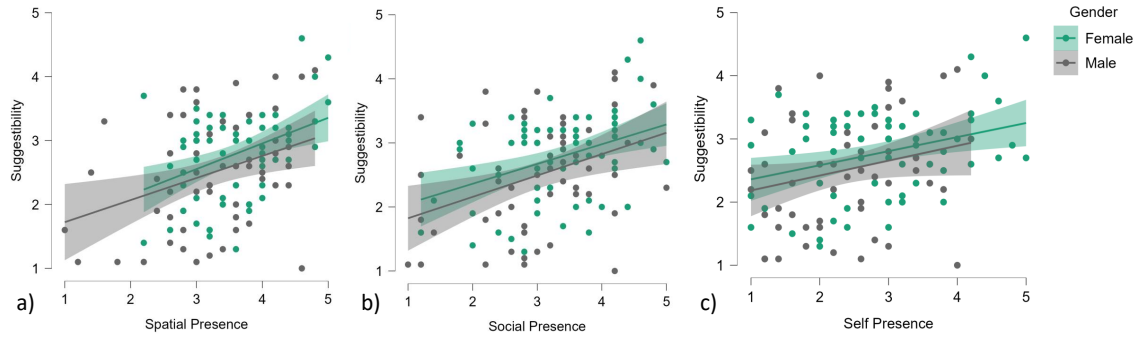 Gender
Female
Male
5
4
3
2
1
Suggestibility
1 2 3 4 5
Spatial Presence
a)
5
4
3
2
1
Suggestibility
1 2 3 4 5
Social Presence
b)
5
4
3
2
1
Suggestibility
1 2 3 4 5
Self Presence
c)